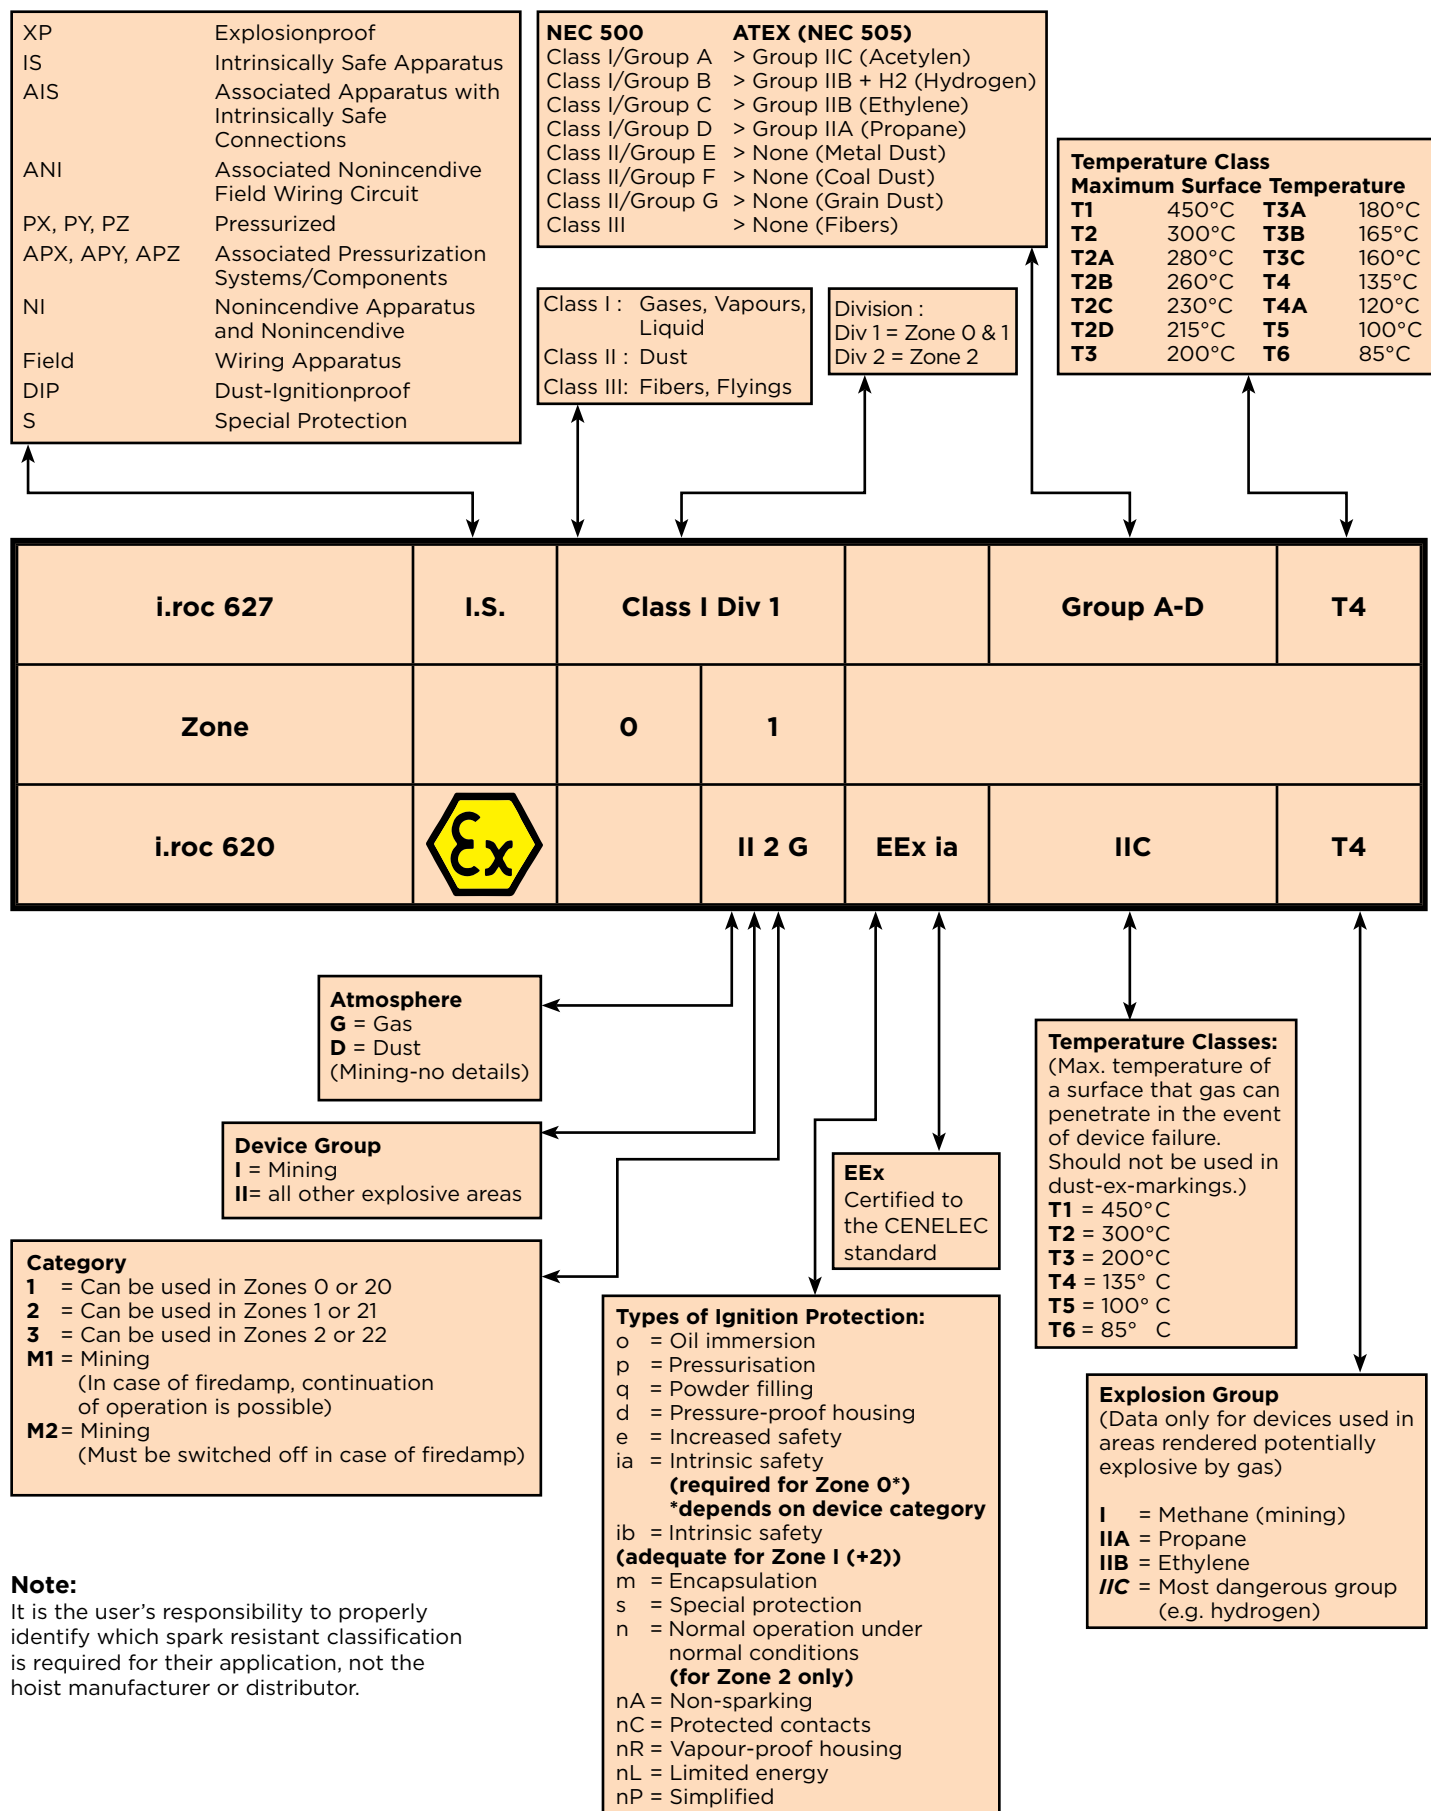 XP Explosionproof
IS Intrinsically Safe Apparatus
AIS Associated Apparatus with
Intrinsically Safe
Connections
ANI Associated Nonincendive
Field Wiring Circuit
PX, PY, PZ Pressurized
APX, APY, APZ Associated Pressurization
Systems/Components
NI Nonincendive Apparatus
and Nonincendive
Field Wiring Apparatus
DIP Dust-Ignitionproof
S Special Protection
NEC 500 ATEX (NEC 505)
Class I/Group A > Group IIC (Acetylen)
Class I/Group B > Group IIB + H2 (Hydrogen)
Class I/Group C > Group IIB (Ethylene)
Class I/Group D > Group IIA (Propane)
Class II/Group E > None (Metal Dust)
Class II/Group F > None (Coal Dust)
Class II/Group G > None (Grain Dust)
Class III > None (Fibers)
Class I : Gases, Vapours,
Liquid
Class II : Dust
Class III: Fibers, Flyings
Division :
Div 1 = Zone 0 & 1
Div 2 = Zone 2
Temperature Class
Maximum Surface Temperature
T1 450°C T3A 180°C
T2 300°C T3B 165°C
T2A 280°C T3C 160°C
T2B 260°C T4 135°C
T2C 230°C T4A 120°C
T2D 215°C T5 100°C
T3 200°C T6 85°C
i.roc 627 I.S. Class I Div 1 Group A-D T4
Zone 0 1
i.roc 620 Ex II 2 G EEx ia IIC T4
Atmosphere
G = Gas
D = Dust
(Mining-no details)
Device Group
I = Mining
II= all other explosive areas
Category
1 = Can be used in Zones 0 or 20
2 = Can be used in Zones 1 or 21
3 = Can be used in Zones 2 or 22
M1 = Mining
(In case of firedamp, continuation
of operation is possible)
M2= Mining
(Must be switched off in case of firedamp)
EEx
Certified to
the CENELEC
standard
Types of Ignition Protection:
o = Oil immersion
p = Pressurisation
q = Powder filling
d = Pressure-proof housing
e = Increased safety
ia = Intrinsic safety
(required for Zone 0*)
*depends on device category
ib = Intrinsic safety
(adequate for Zone I (+2))
m = Encapsulation
s = Special protection
n = Normal operation under
normal conditions
(for Zone 2 only)
nA = Non-sparking
nC = Protected contacts
nR = Vapour-proof housing
nL = Limited energy
nP = Simplified
Temperature Classes:
(Max. temperature of
a surface that gas can
penetrate in the event
of device failure.
Should not be used in
dust-ex-markings.)
T1 = 450°C
T2 = 300°C
T3 = 200°C
T4 = 135° C
T5 = 100° C
T6 = 85° C
Explosion Group
(Data only for devices used in
areas rendered potentially
explosive by gas)
I = Methane (mining)
IIA = Propane
IIB = Ethylene
IIC = Most dangerous group
(e.g. hydrogen)
Note:
It is the user's responsibility to properly
identify which spark resistant classification
is required for their application, not the
hoist manufacturer or distributor.